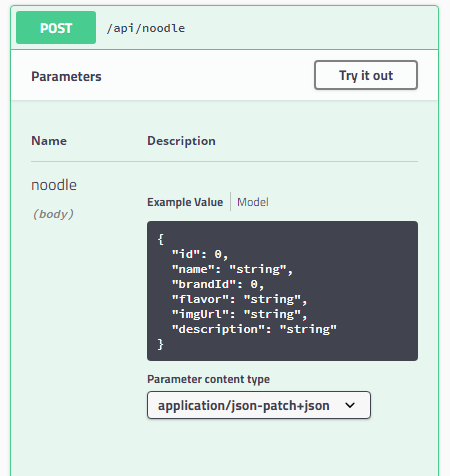 POST /api/noodle
Parameters Try it out
Name Description
noodle
(body)
Example Value Model
{
  "id": 0,
  "name": "string",
  "brandId": 0,
  "flavor": "string",
  "imgUrl": "string",
  "description": "string"
}
Parameter content type
application/json-patch+json